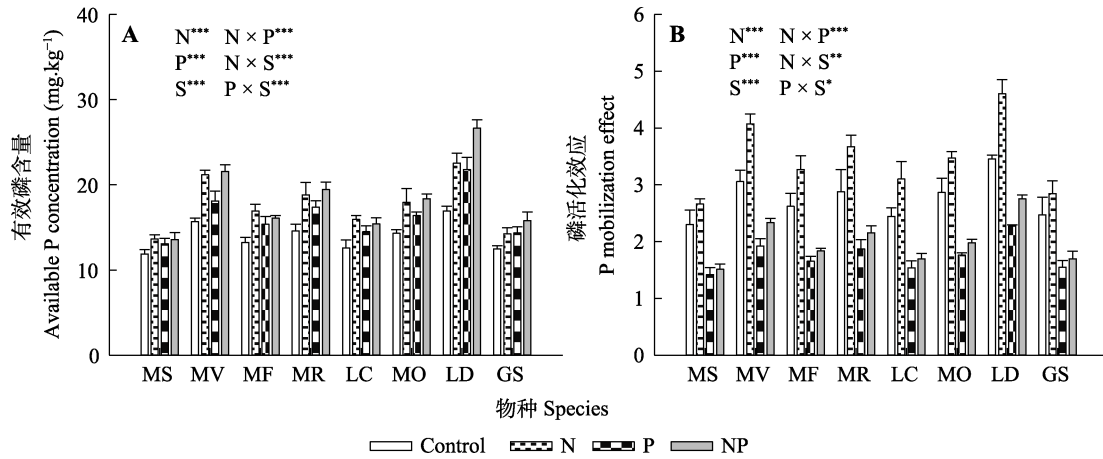 A
N*** N × P***
P*** N × S***
S*** P × S***
有效磷含量
Available P concentration (mg.kg⁻¹)
40
30
20
10
0
MS MV MF MR LC MO LD GS
B
N*** N × P***
P*** N × S**
S*** P × S*
磷活化效应
P mobilization effect
6
5
4
3
2
1
0
MS MV MF MR LC MO LD GS
物种 Species
Control N P NP